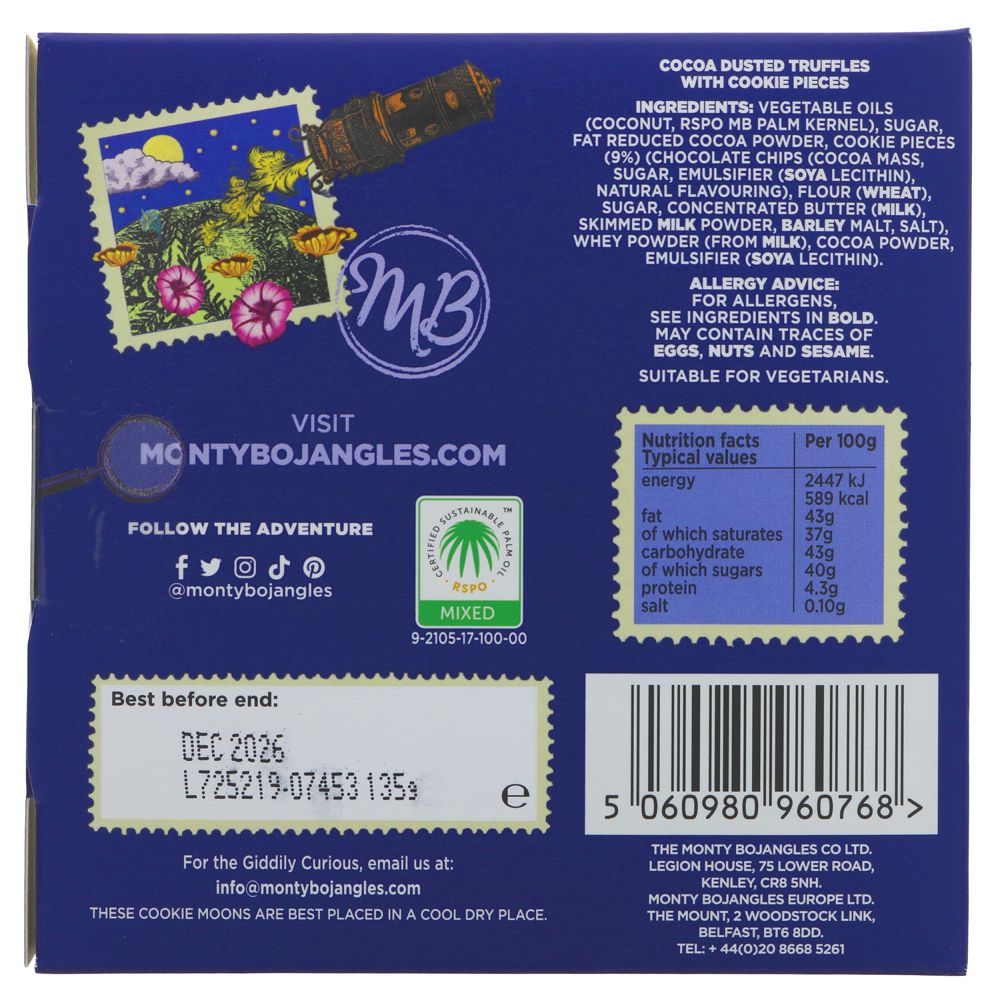 COCOA DUSTED TRUFFLES
WITH COOKIE PIECES
INGREDIENTS: VEGETABLE OILS
(COCONUT, RSPO MB PALM KERNEL), SUGAR,
FAT REDUCED COCOA POWDER, COOKIE PIECES
(9%) (CHOCOLATE CHIPS (COCOA MASS,
SUGAR, EMULSIFIER (SOYA LECITHIN),
NATURAL FLAVOURING), FLOUR (WHEAT),
SUGAR, CONCENTRATED BUTTER (MILK),
SKIMMED MILK POWDER, BARLEY MALT, SALT),
WHEY POWDER (FROM MILK), COCOA POWDER,
EMULSIFIER (SOYA LECITHIN).
ALLERGY ADVICE:
FOR ALLERGENS,
SEE INGREDIENTS IN BOLD.
MAY CONTAIN TRACES OF
EGGS, NUTS AND SESAME.
SUITABLE FOR VEGETARIANS.
MB
VISIT
MONTYBOJANGLES.COM
FOLLOW THE ADVENTURE
@montybojangles
CERTIFIED SUSTAINABLE PALM OIL ™
RSPO
MIXED
9-2105-17-100-00
Nutrition facts Per 100g
Typical values
energy 2447 kJ
589 kcal
fat 43g
of which saturates 37g
carbohydrate 43g
of which sugars 40g
protein 4.3g
salt 0.10g
Best before end:
DEC 2026
L725219-07453 135g
e
5 060980 960768 >
For the Giddily Curious, email us at:
info@montybojangles.com
THESE COOKIE MOONS ARE BEST PLACED IN A COOL DRY PLACE.
THE MONTY BOJANGLES CO LTD.
LEGION HOUSE, 75 LOWER ROAD,
KENLEY, CR8 5NH.
MONTY BOJANGLES EUROPE LTD.
THE MOUNT, 2 WOODSTOCK LINK,
BELFAST, BT6 8DD.
TEL: + 44(0)20 8668 5261